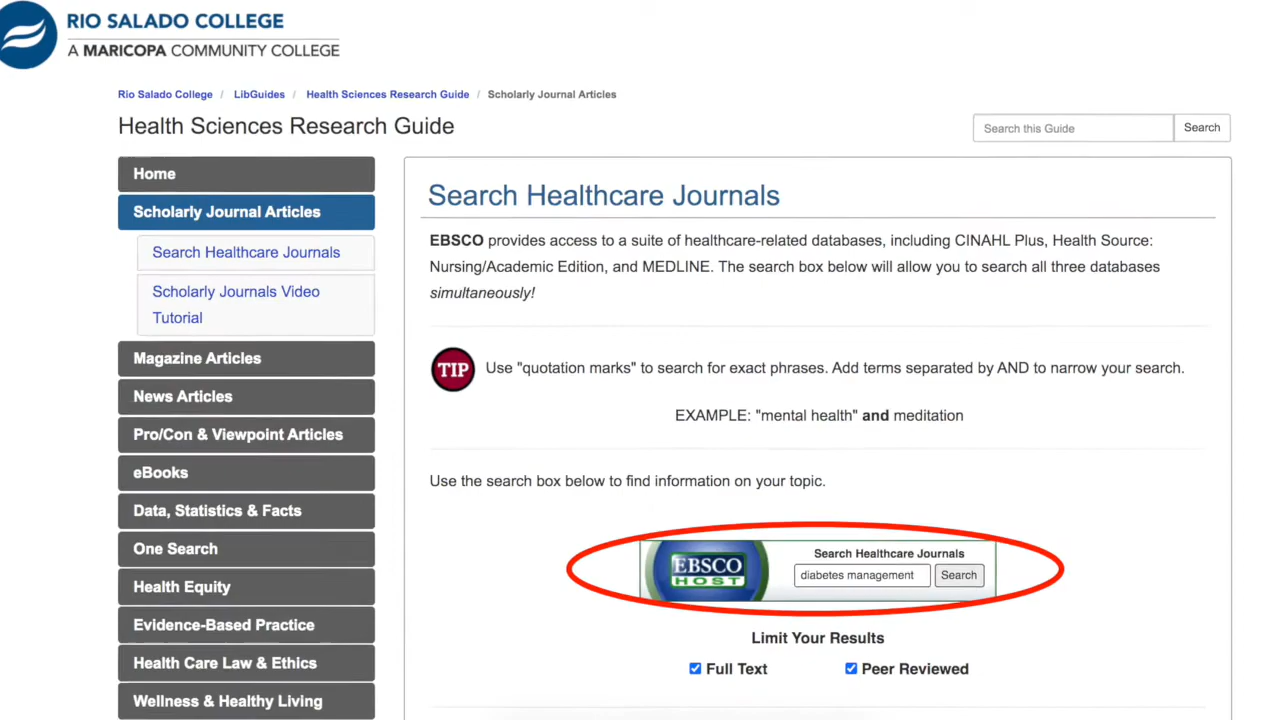 RIO SALADO COLLEGE
A MARICOPA COMMUNITY COLLEGE
Rio Salado College / LibGuides / Health Sciences Research Guide / Scholarly Journal Articles
Health Sciences Research Guide
Search this Guide
Search
Home
Scholarly Journal Articles
Search Healthcare Journals
Scholarly Journals Video
Tutorial
Magazine Articles
News Articles
Pro/Con & Viewpoint Articles
eBooks
Data, Statistics & Facts
One Search
Health Equity
Evidence-Based Practice
Health Care Law & Ethics
Wellness & Healthy Living
Search Healthcare Journals
EBSCO provides access to a suite of healthcare-related databases, including CINAHL Plus, Health Source:
Nursing/Academic Edition, and MEDLINE. The search box below will allow you to search all three databases
simultaneously!
TIP
Use "quotation marks" to search for exact phrases. Add terms separated by AND to narrow your search.
EXAMPLE: "mental health" and meditation
Use the search box below to find information on your topic.
EBSCO
HOST
Search Healthcare Journals
diabetes management
Search
Limit Your Results
Full Text
Peer Reviewed